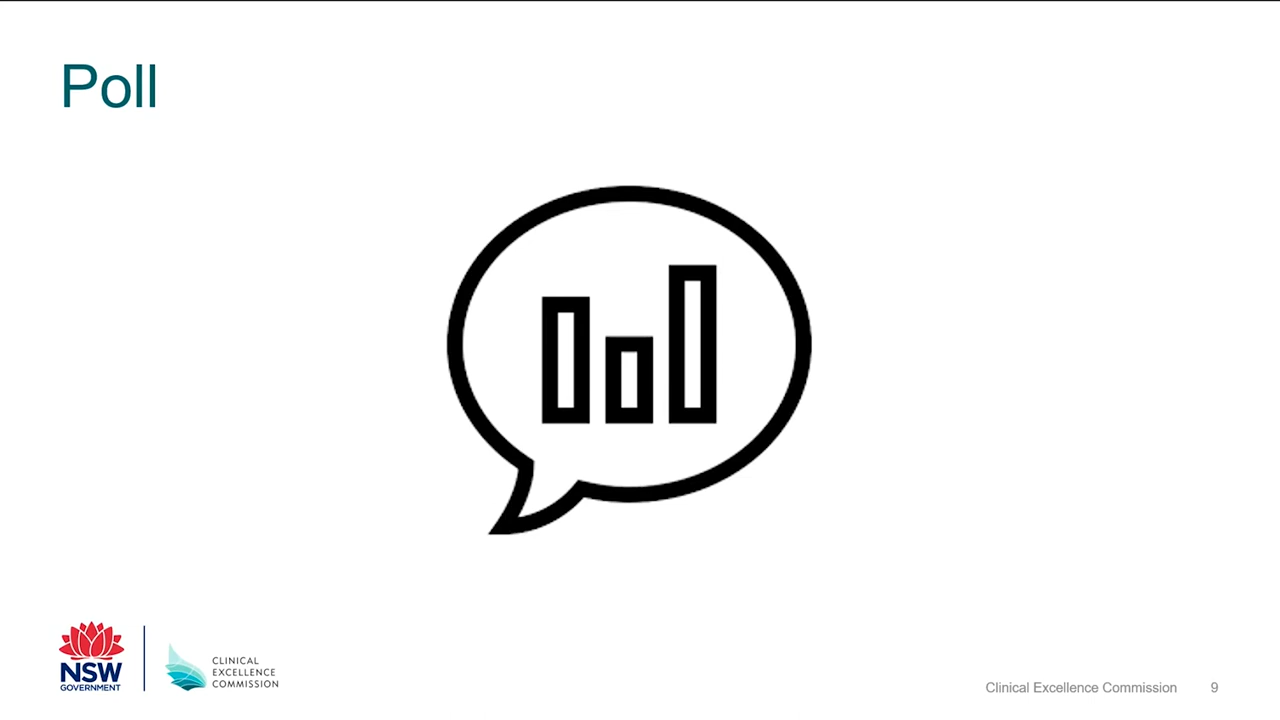 Poll
NSW
GOVERNMENT
CLINICAL
EXCELLENCE
COMMISSION
Clinical Excellence Commission 9